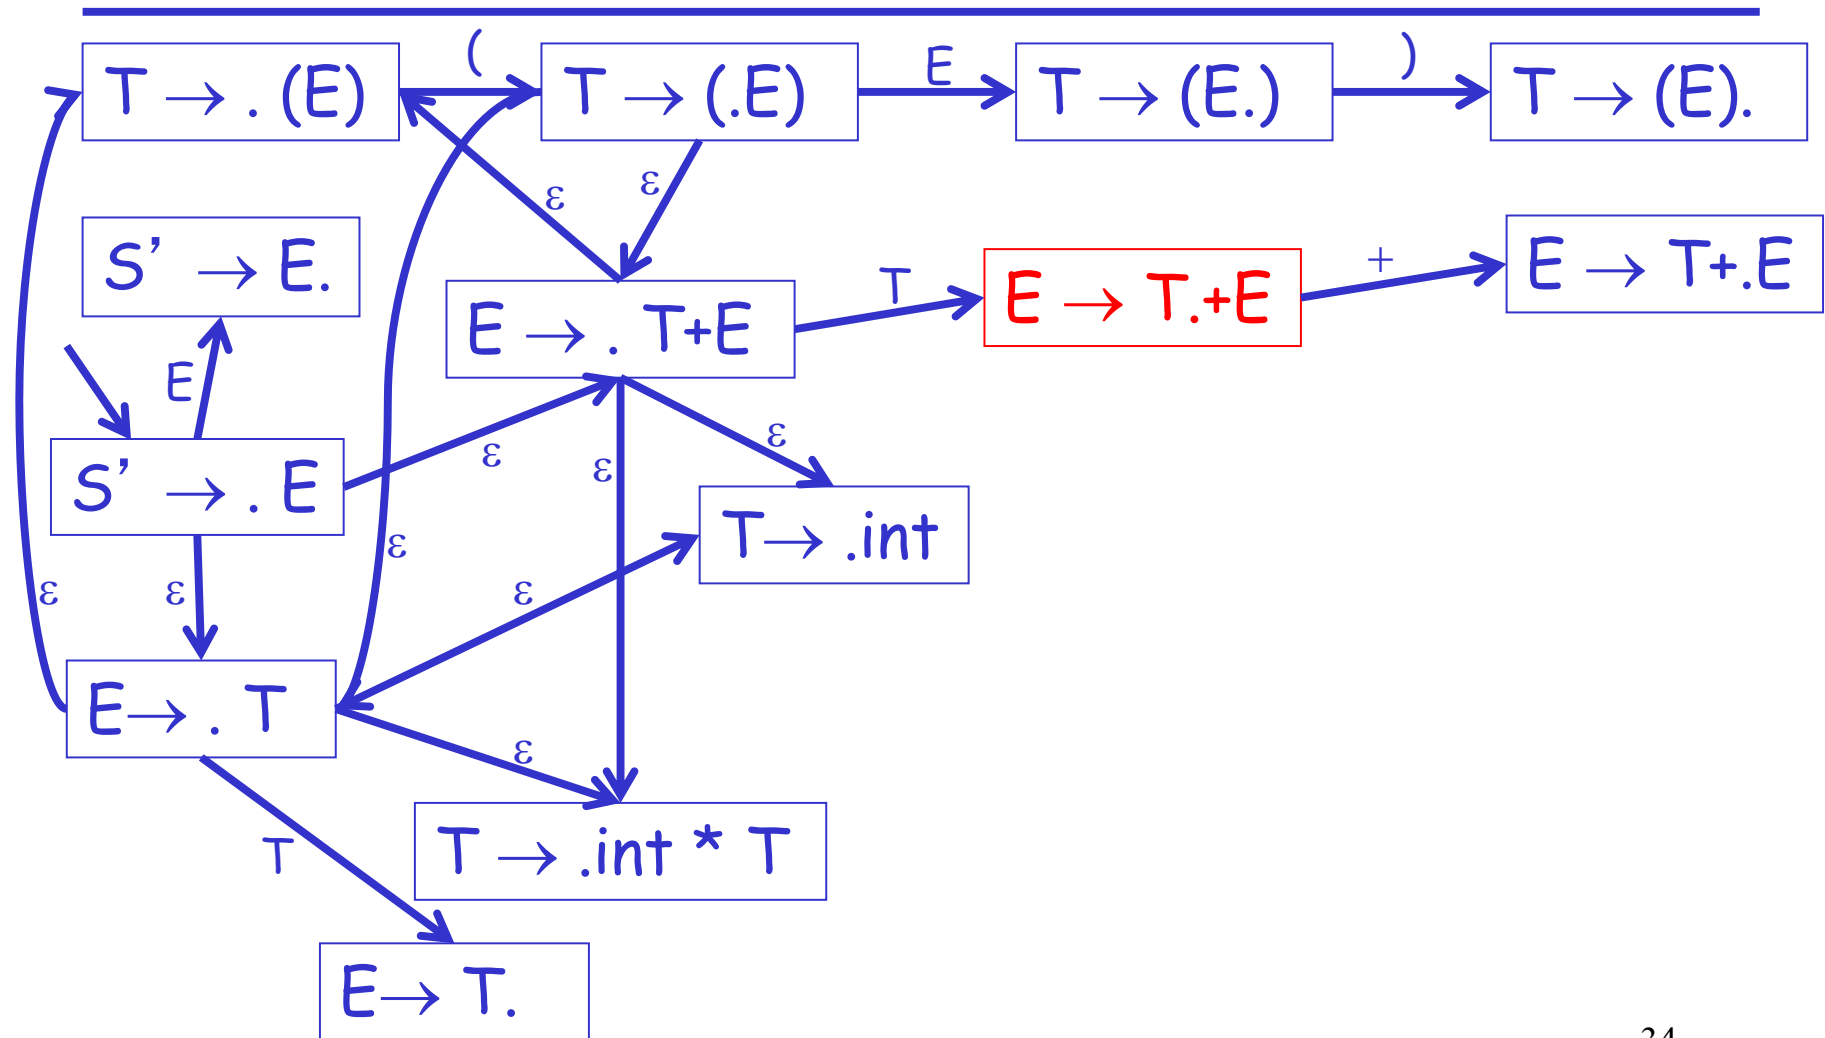 T → . (E)
(
T → (.E)
E
T → (E.)
)
T → (E).
ε
ε
S’ → E.
E → . T+E
T
E → T.+E
+
E → T+.E
E
S’ → . E
ε
ε
ε
T→ .int
ε
ε
ε
ε
E→ . T
ε
T → .int * T
T
E→ T.